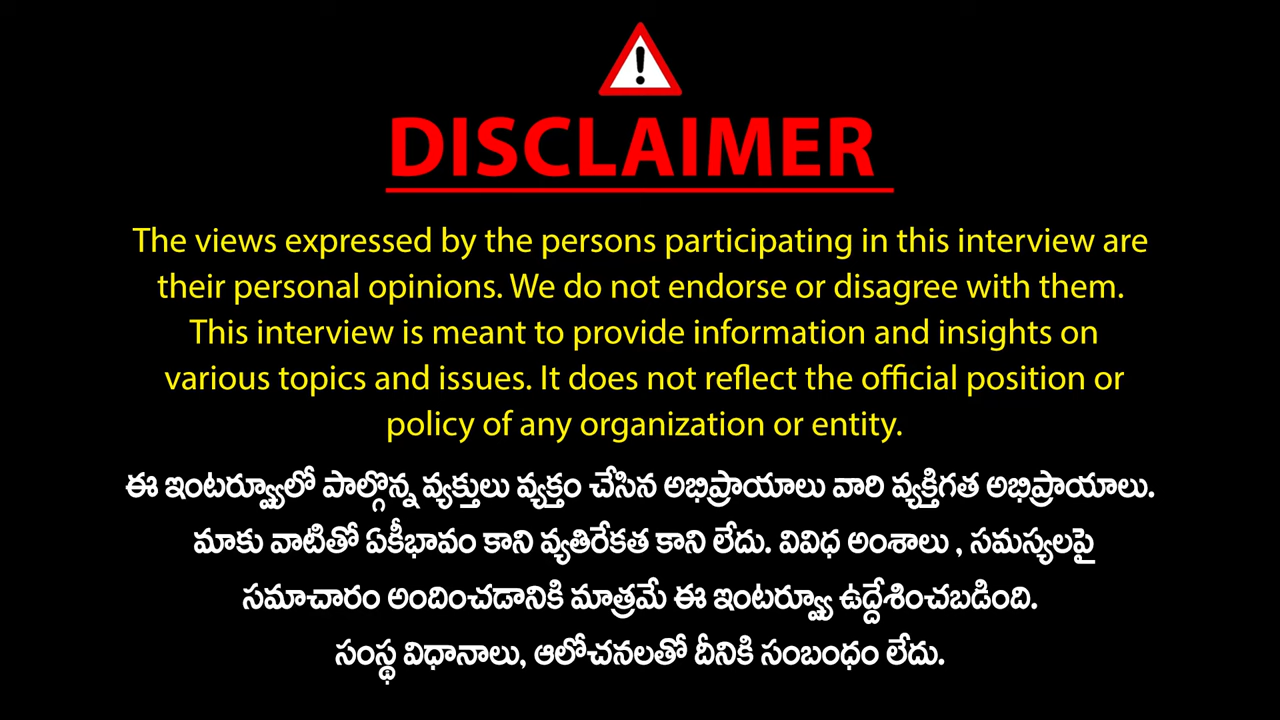 DISCLAIMER
The views expressed by the persons participating in this interview are
their personal opinions. We do not endorse or disagree with them.
This interview is meant to provide information and insights on
various topics and issues. It does not reflect the official position or
policy of any organization or entity.
ఈ ఇంటర్వ్యూలో పాల్గొన్న వ్యక్తులు వ్యక్తం చేసిన అభిప్రాయాలు వారి వ్యక్తిగత అభిప్రాయాలు.
మాకు వాటితో ఏకీభావం కాని వ్యతిరేకత కాని లేదు. వివిధ అంశాలు , సమస్యలపై
సమాచారం అందించడానికి మాత్రమే ఈ ఇంటర్వ్యూ ఉద్దేశించబడింది.
సంస్థ విధానాలు, ఆలోచనలతో దీనికి సంబంధం లేదు.